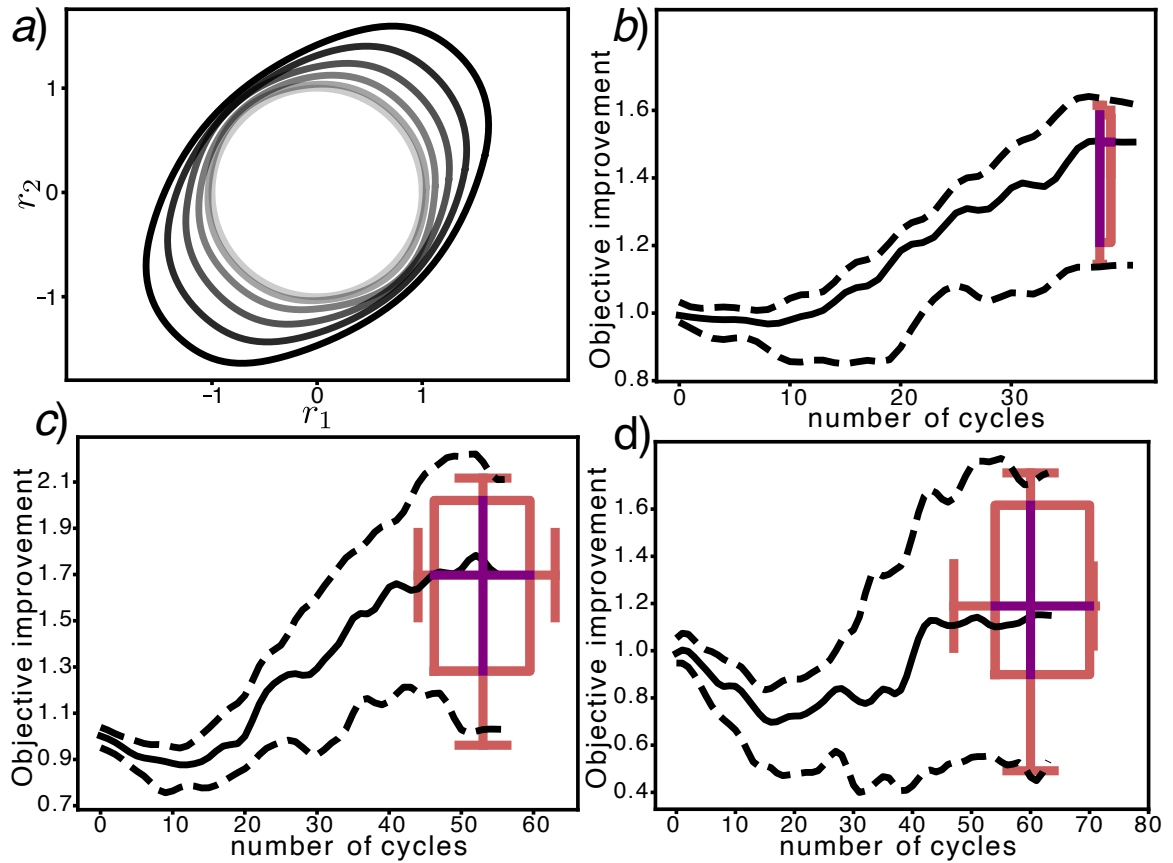 a)
1
0
−1
r2
−1 0 1
r1
b)
Objective improvement
1.6
1.4
1.2
1.0
0.8
0 10 20 30
number of cycles
c)
Objective improvement
2.1
1.9
1.7
1.5
1.3
1.1
0.9
0.7
0 10 20 30 40 50 60
number of cycles
d)
Objective improvement
1.6
1.4
1.2
1.0
0.8
0.6
0.4
0 10 20 30 40 50 60 70 80
number of cycles